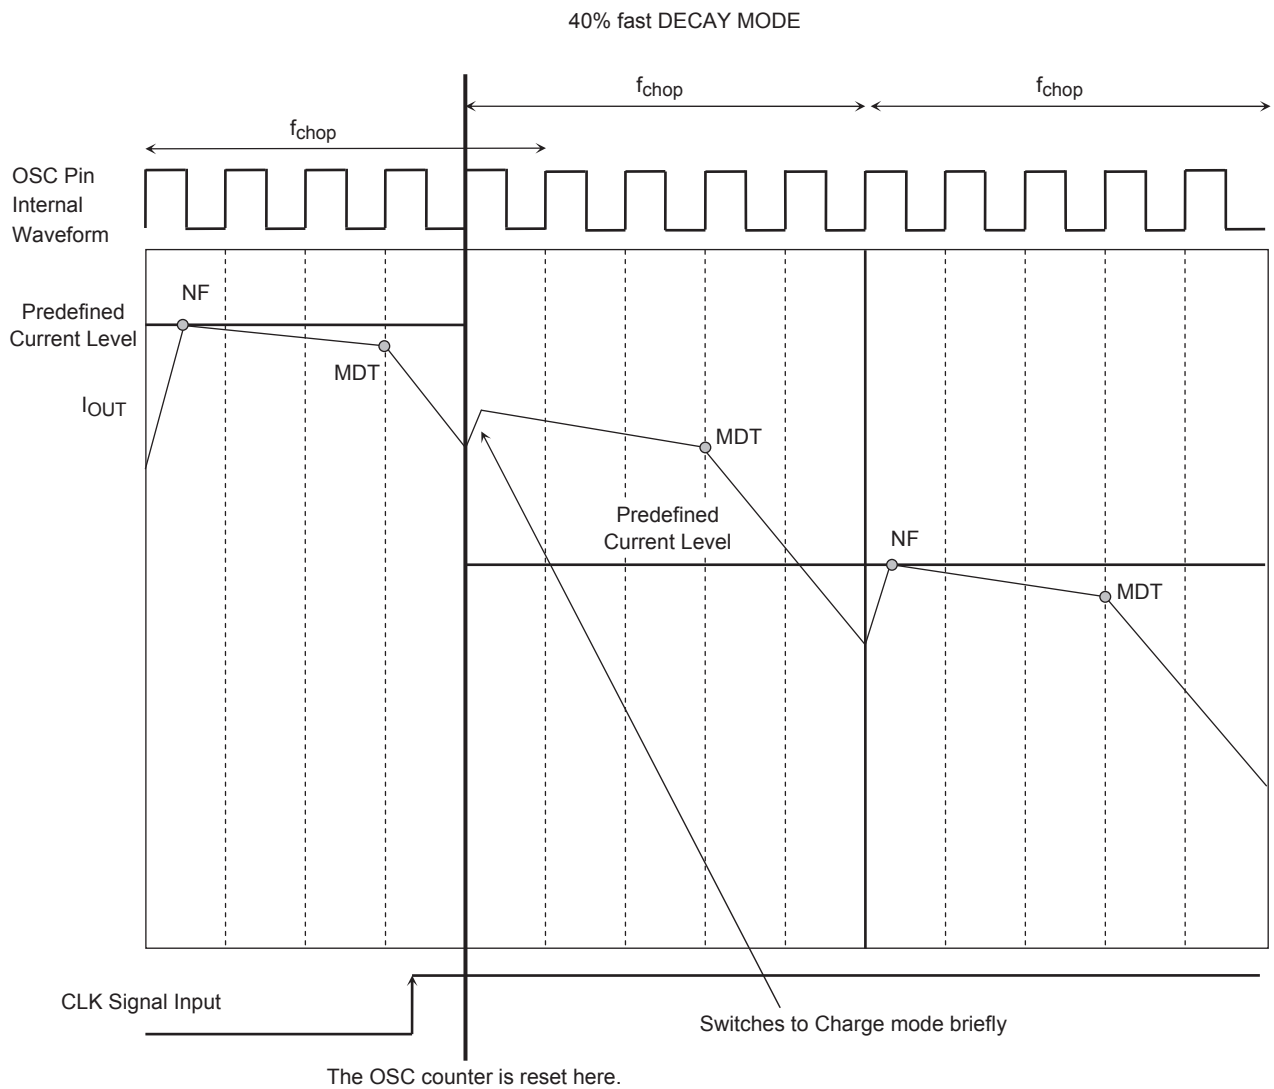 40% fast DECAY MODE
fchop
fchop
fchop
OSC Pin
Internal
Waveform
NF
Predefined
Current Level
MDT
IOUT
MDT
Predefined
Current Level
NF
MDT
CLK Signal Input
Switches to Charge mode briefly
The OSC counter is reset here.